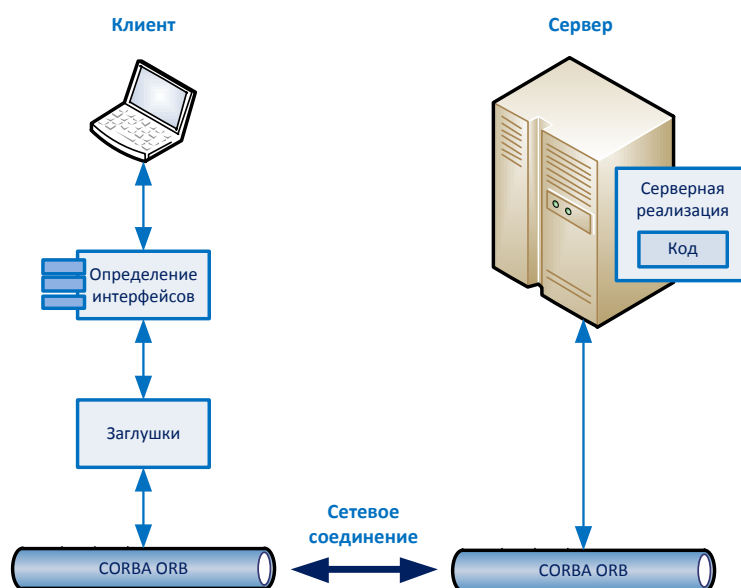 Клиент
Сервер
Серверная
реализация
Код
Определение
интерфейсов
Заглушки
Сетевое
соединение
CORBA ORB
CORBA ORB